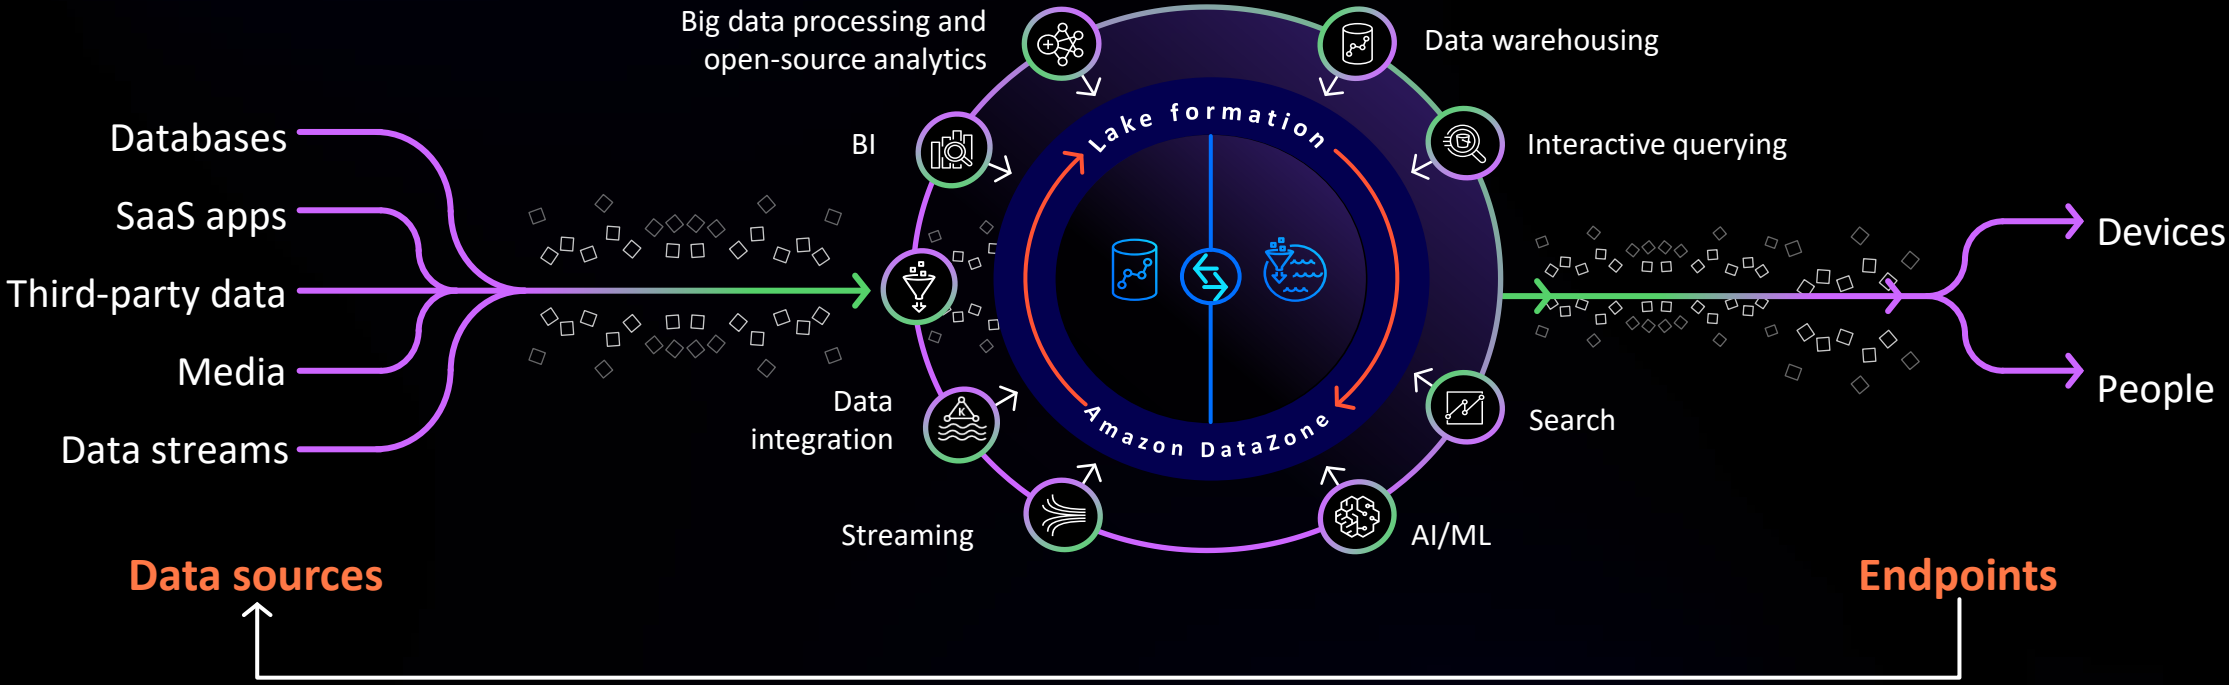 Databases
SaaS apps
Third-party data
Media
Data streams
Data sources
Big data processing and
open-source analytics
BI
Data
integration
Streaming
Lake formation
Amazon DataZone
K
Data warehousing
Interactive querying
Search
AI/ML
Devices
People
Endpoints